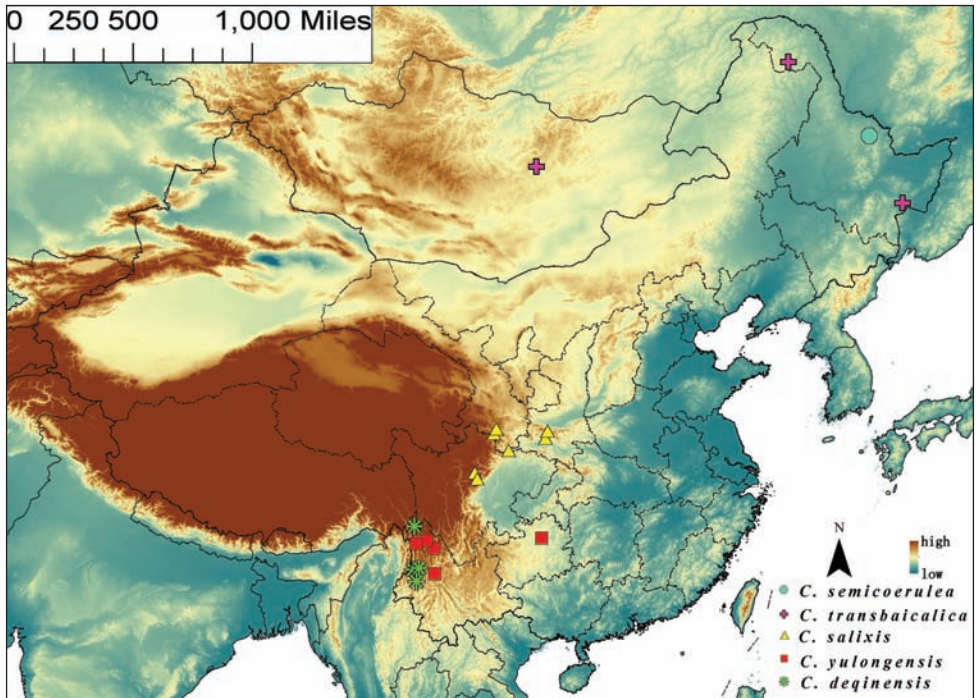 0 250 500 1,000 Miles
N
high
low
C. semicoerulea
C. transbaicalica
C. salixis
C. yulongensis
C. deqinensis